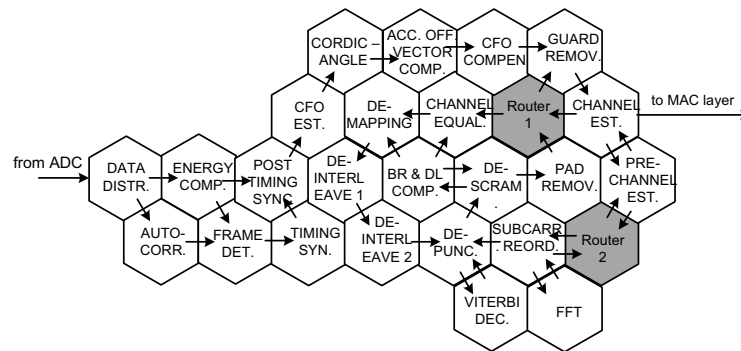 CORDIC –
ANGLE
ACC. OFF.
VECTOR
COMP.
CFO
COMPEN
GUARD
REMOV.
CFO
EST.
DE-
MAPPING
CHANNEL
EQUAL.
Router
1
CHANNEL
EST.
to MAC layer
from ADC
DATA
DISTR.
ENERGY
COMP.
POST
TIMING
SYNC
DE-
INTERL
EAVE 1
BR & DL
COMP.
DE-
SCRAM
.
PAD
REMOV.
PRE-
CHANNEL
EST.
AUTO-
CORR.
FRAME
DET.
TIMING
SYN.
DE-
INTERL
EAVE 2
DE-
PUNC.
SUBCARR
. REORD.
Router
2
VITERBI
DEC.
FFT